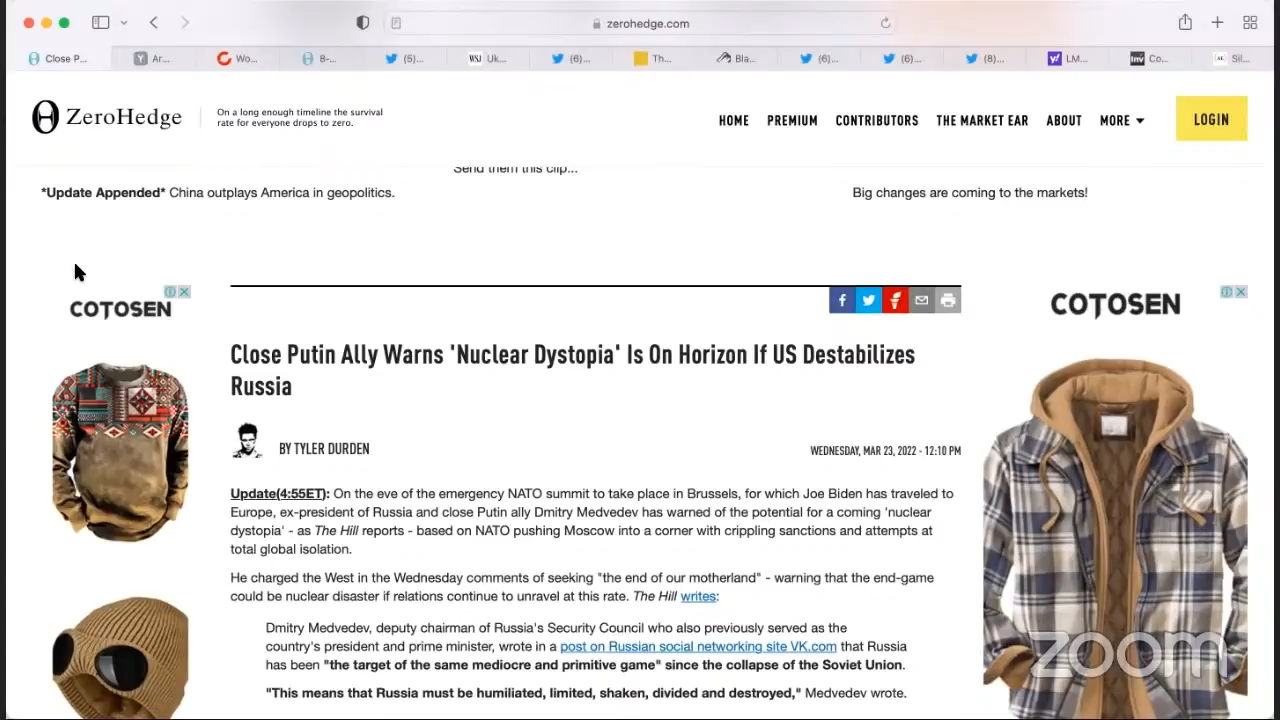 zerohedge.com
Close P...
Ar...
Wo...
8-...
(5)...
WSJ Uk...
(6)...
Th...
Bla...
(6)...
(6)...
(8)...
LM...
Inv Co...
Sil...
ZeroHedge
On a long enough timeline the survival
rate for everyone drops to zero.
HOME PREMIUM CONTRIBUTORS THE MARKET EAR ABOUT MORE
LOGIN
Send them this clip...
*Update Appended* China outplays America in geopolitics.
Big changes are coming to the markets!
COTOSEN
COTOSEN
Close Putin Ally Warns 'Nuclear Dystopia' Is On Horizon If US Destabilizes
Russia
BY TYLER DURDEN
WEDNESDAY, MAR 23, 2022 - 12:10 PM
Update(4:55ET): On the eve of the emergency NATO summit to take place in Brussels, for which Joe Biden has traveled to
Europe, ex-president of Russia and close Putin ally Dmitry Medvedev has warned of the potential for a coming 'nuclear
dystopia' - as The Hill reports - based on NATO pushing Moscow into a corner with crippling sanctions and attempts at
total global isolation.
He charged the West in the Wednesday comments of seeking "the end of our motherland" - warning that the end-game
could be nuclear disaster if relations continue to unravel at this rate. The Hill writes:
Dmitry Medvedev, deputy chairman of Russia's Security Council who also previously served as the
country's president and prime minister, wrote in a post on Russian social networking site VK.com that Russia
has been "the target of the same mediocre and primitive game" since the collapse of the Soviet Union.
"This means that Russia must be humiliated, limited, shaken, divided and destroyed," Medvedev wrote.
zoom